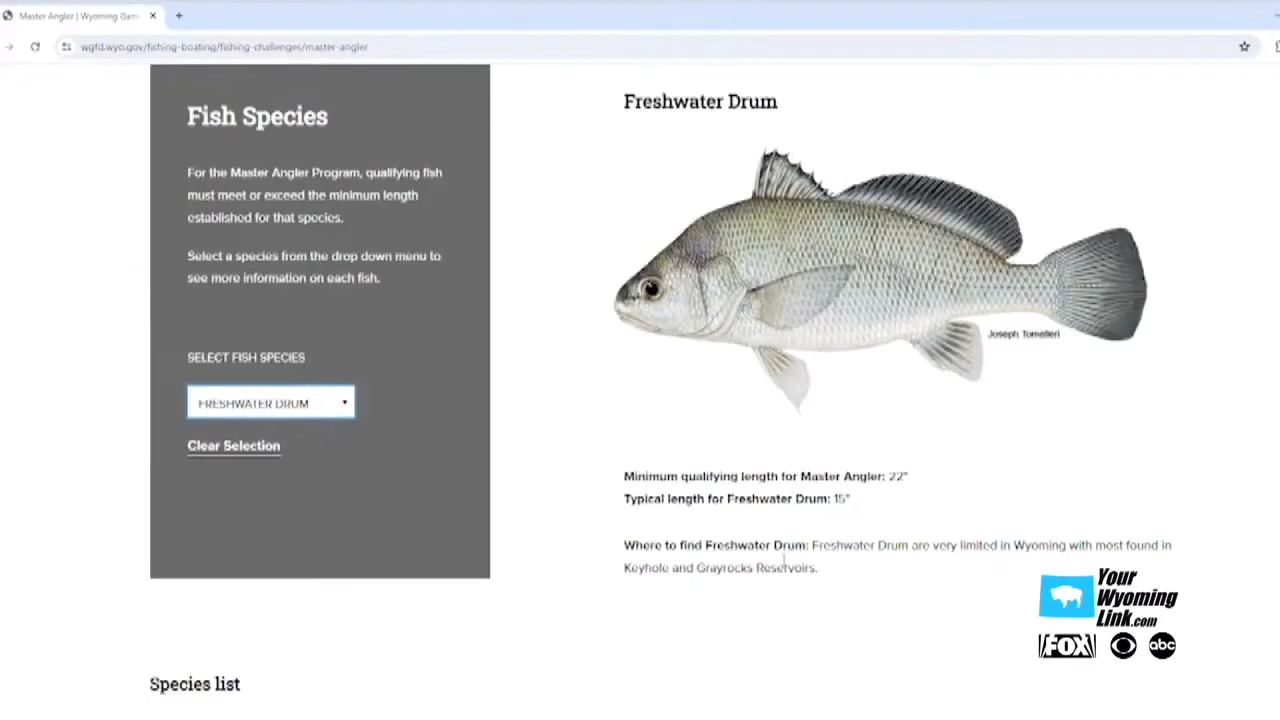 Master Angler | Wyoming Gam
wgfd.wyo.gov/fishing-boating/fishing-challenges/master-angler
Fish Species
For the Master Angler Program, qualifying fish
must meet or exceed the minimum length
established for that species.
Select a species from the drop down menu to
see more information on each fish.
SELECT FISH SPECIES
FRESHWATER DRUM
Clear Selection
Freshwater Drum
Joseph Tomelleri
Minimum qualifying length for Master Angler: 22"
Typical length for Freshwater Drum: 15"
Where to find Freshwater Drum: Freshwater Drum are very limited in Wyoming with most found in
Keyhole and Grayrocks Reservoirs.
Your
Wyoming
Link.com
FOX
abc
Species list